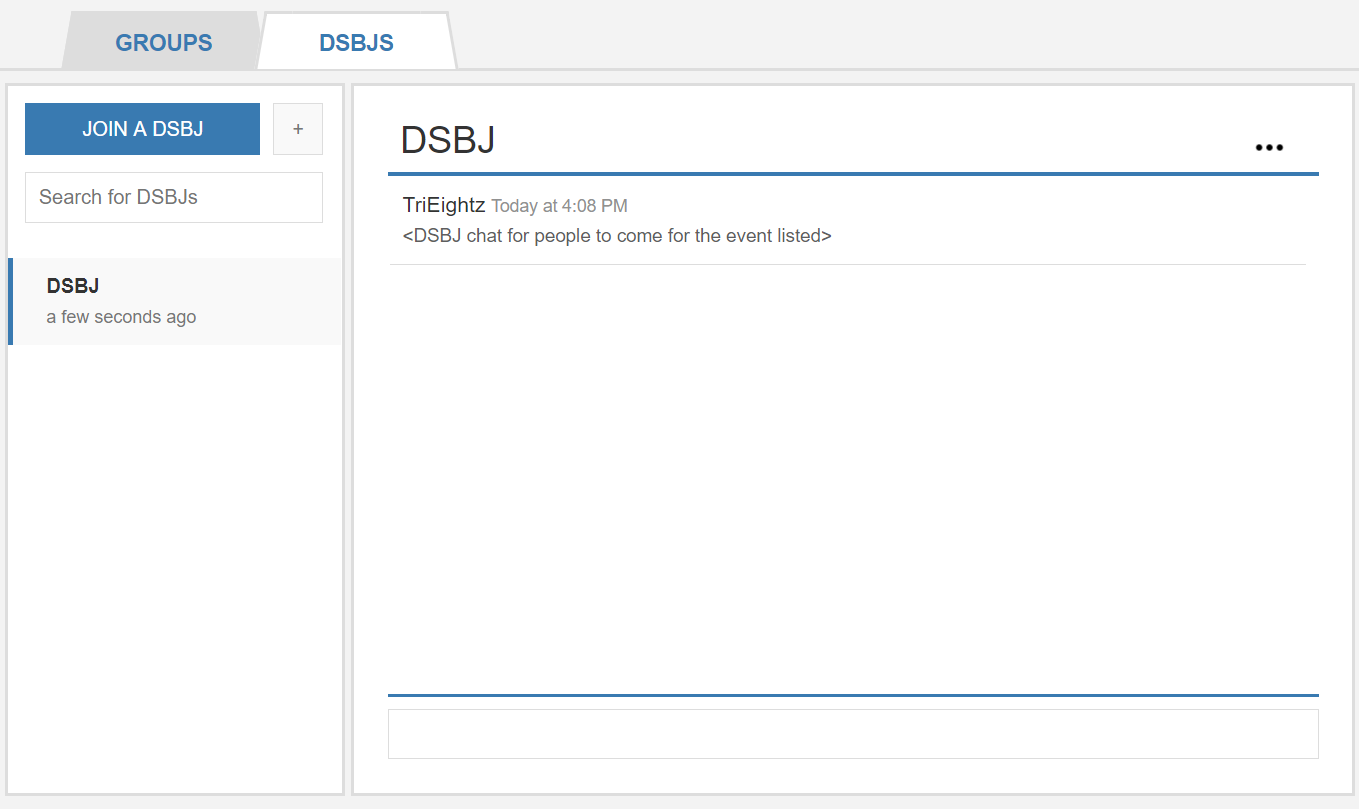 GROUPS
DSBJS
JOIN A DSBJ
+
Search for DSBJs
DSBJ
a few seconds ago
DSBJ
TriEightz Today at 4:08 PM
<DSBJ chat for people to come for the event listed>